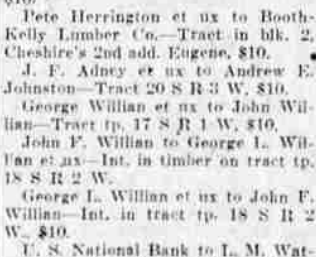 $10.
Pete Herrington et ux to Booth-
Kelly Lumber Co.—Tract in blk. 2,
Cheshire's 2nd add. Eugene, $10.
J. F. Adney et ux to Andrew E.
Johnston—Tract 20 S R 3 W, $10.
George Willian et ux to John Wil-
lian—Tract tp. 17 S R 1 W, $10.
John F. Willian to George L. Wil-
lian et ux—Int. in timber on tract tp.
18 S R 2 W.
George L. Willian et ux to John F.
Willian—Int. in tract tp. 18 S R 2
W., $10.
U. S. National Bank to L. M. Wat-